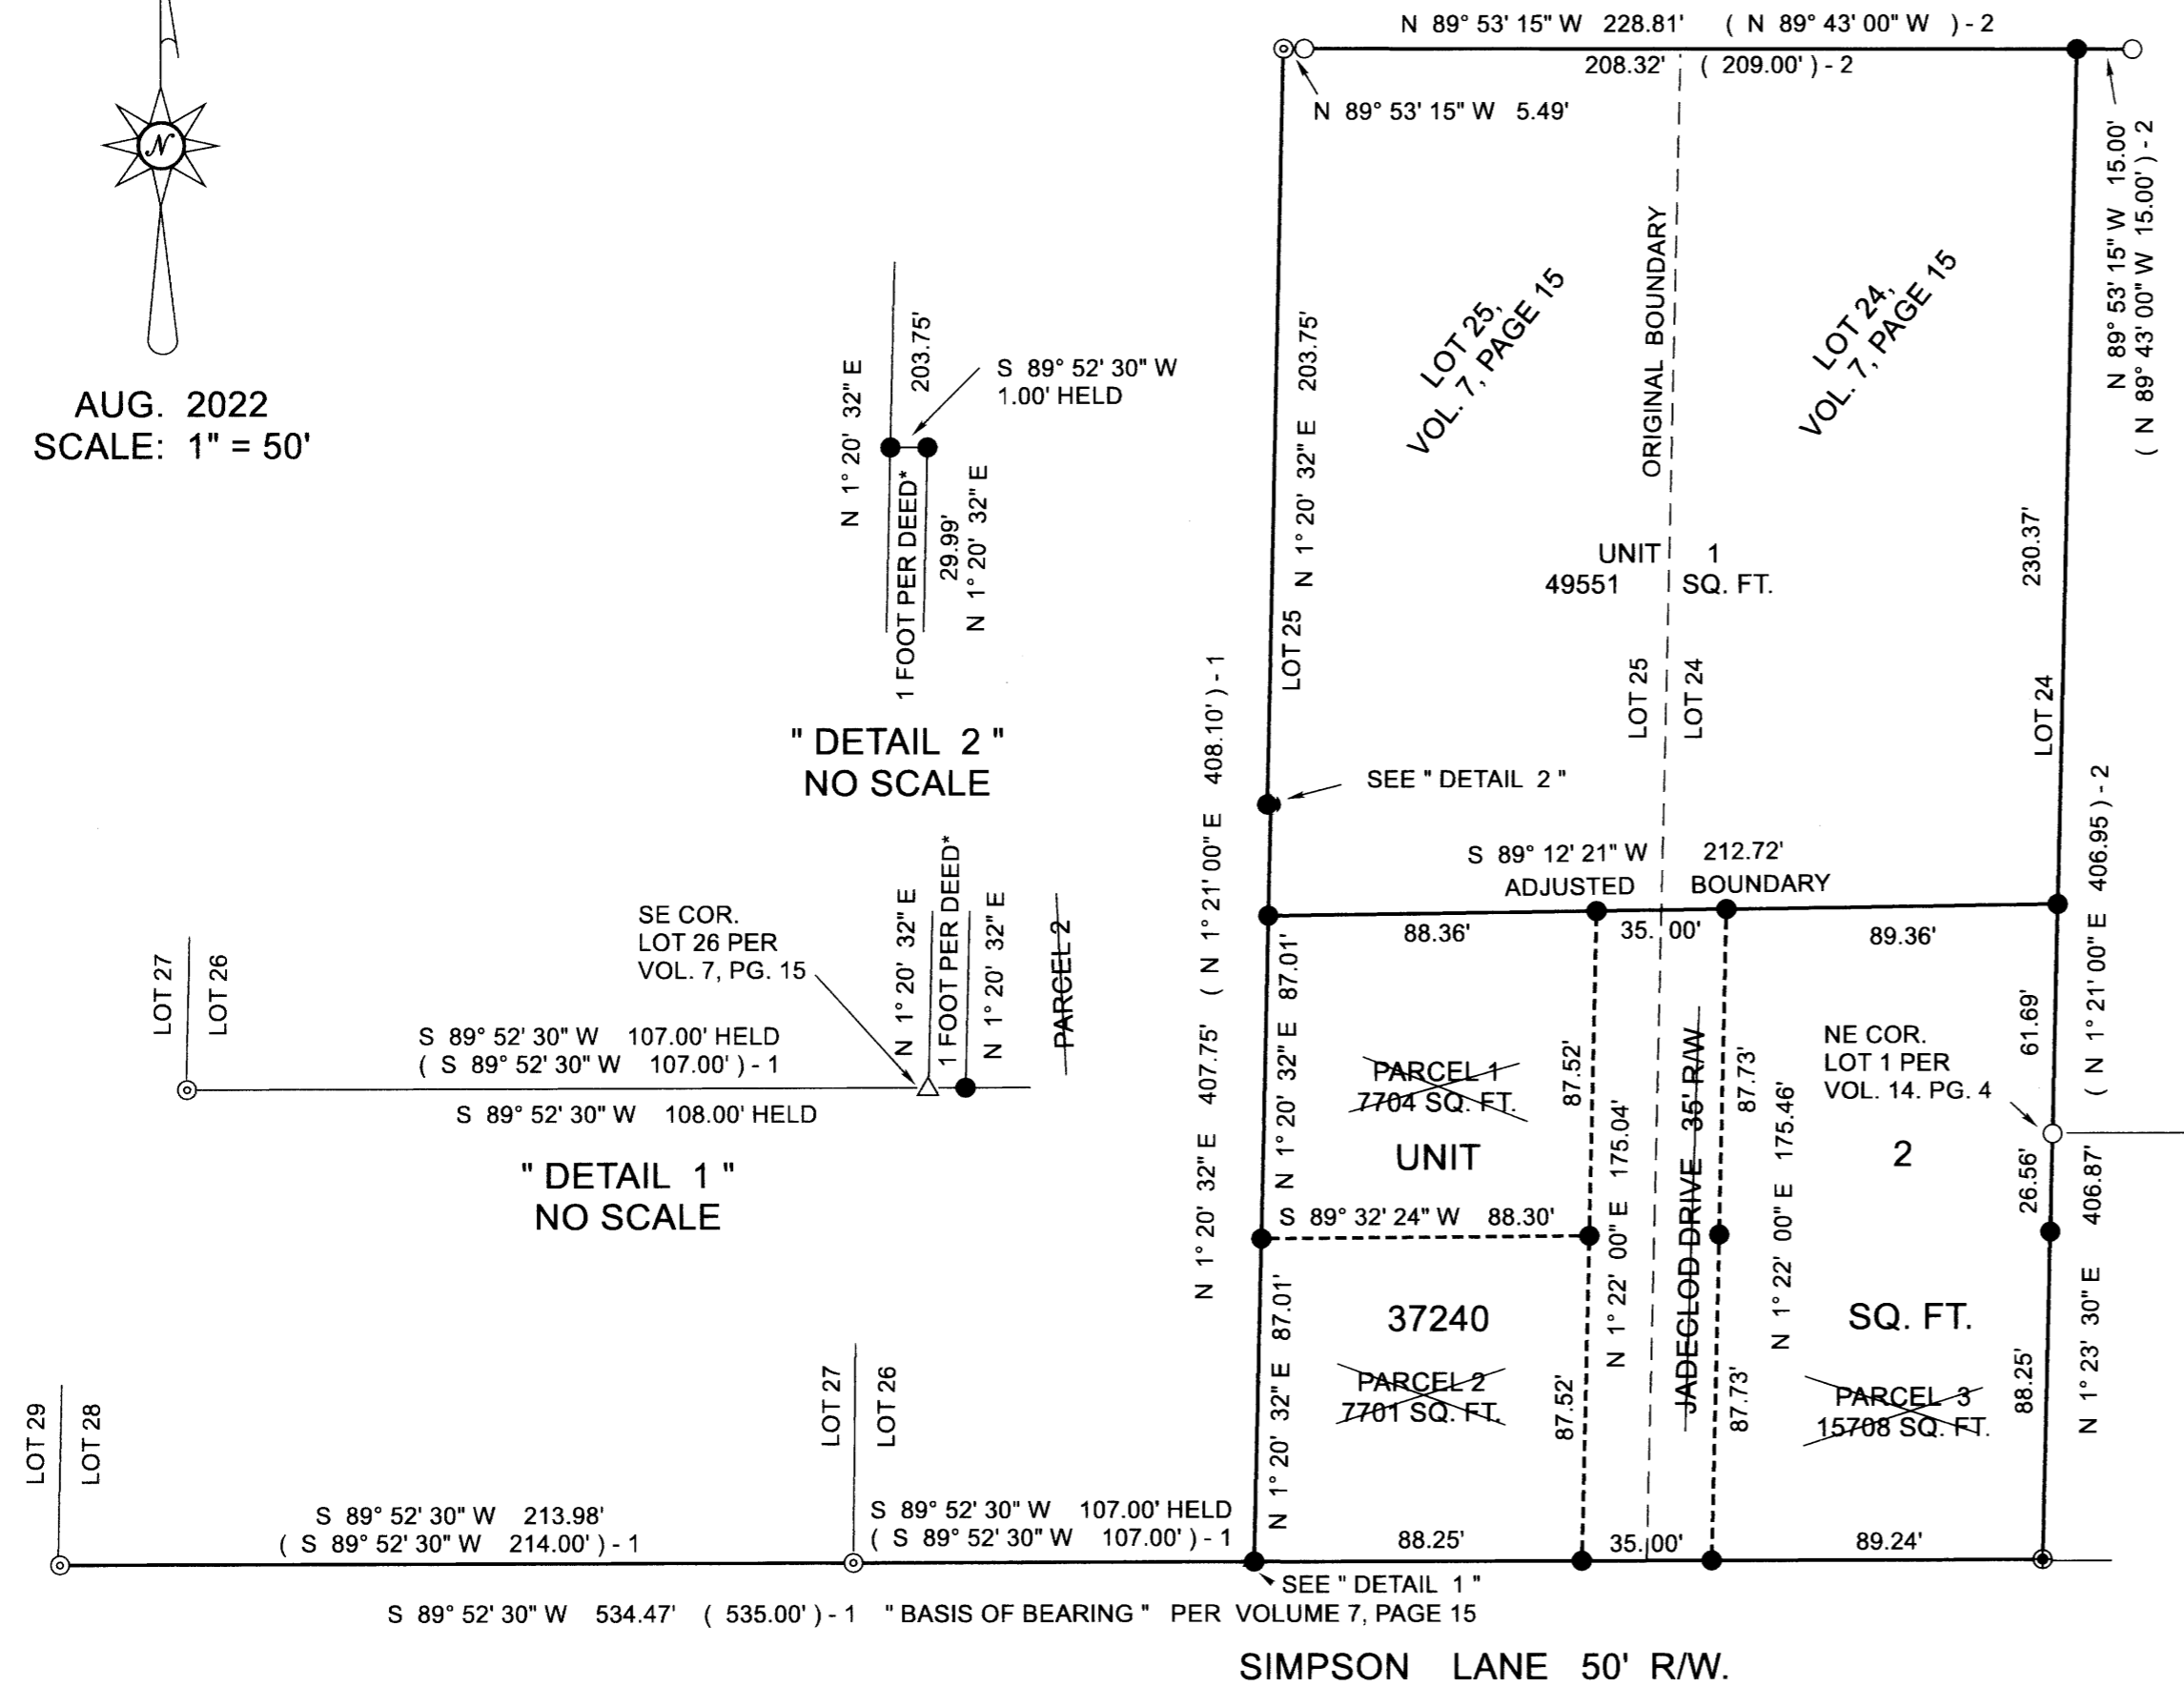 N 89° 53' 15" W 228.81' ( N 89° 43' 00" W ) - 2
208.32' ( 209.00' ) - 2
N 89° 53' 15" W 5.49'
N 89° 53' 15" W 15.00'
( N 89° 43' 00" W 15.00' ) - 2
N
AUG. 2022
SCALE: 1" = 50'
N 1° 20' 32" E
203.75'
S 89° 52' 30" W
1.00' HELD
1 FOOT PER DEED*
29.99'
N 1° 20' 32" E
" DETAIL 2 "
NO SCALE
N 1° 20' 32" E 203.75'
LOT 25
LOT 25,
VOL. 7, PAGE 15
ORIGINAL BOUNDARY
LOT 24,
VOL. 7, PAGE 15
UNIT 1
49551 SQ. FT.
230.37'
LOT 25
LOT 24
LOT 24
SEE " DETAIL 2 "
S 89° 12' 21" W 212.72'
ADJUSTED BOUNDARY
88.36'
35. 00'
89.36'
N 1° 20' 32" E 407.75' ( N 1° 21' 00" E 408.10' ) - 1
( N 1° 21' 00" E 406.95 ) - 2
N 1° 23' 30" E 406.87'
SE COR.
LOT 26 PER
VOL. 7, PG. 15
N 1° 20' 32" E
1 FOOT PER DEED*
N 1° 20' 32" E
PARCEL 2
LOT 27
LOT 26
S 89° 52' 30" W 107.00' HELD
( S 89° 52' 30" W 107.00' ) - 1
S 89° 52' 30" W 108.00' HELD
" DETAIL 1 "
NO SCALE
N 1° 20' 32" E 87.01'
PARCEL 1
7704 SQ. FT.
87.52'
N 1° 22' 00" E 175.04'
JADECLOD DRIVE 35' R/W
87.73'
N 1° 22' 00" E 175.46'
NE COR.
LOT 1 PER
VOL. 14. PG. 4
61.69'
26.56'
UNIT 2
S 89° 32' 24" W 88.30'
37240 SQ. FT.
N 1° 20' 32" E 87.01'
PARCEL 2
7701 SQ. FT.
87.52'
87.73'
PARCEL 3
15708 SQ. FT.
88.25'
LOT 29
LOT 28
LOT 27
LOT 26
S 89° 52' 30" W 213.98'
( S 89° 52' 30" W 214.00' ) - 1
S 89° 52' 30" W 107.00' HELD
( S 89° 52' 30" W 107.00' ) - 1
88.25'
35. 00'
89.24'
SEE " DETAIL 1 "
S 89° 52' 30" W 534.47' ( 535.00' ) - 1 " BASIS OF BEARING " PER VOLUME 7, PAGE 15
SIMPSON LANE 50' R/W.